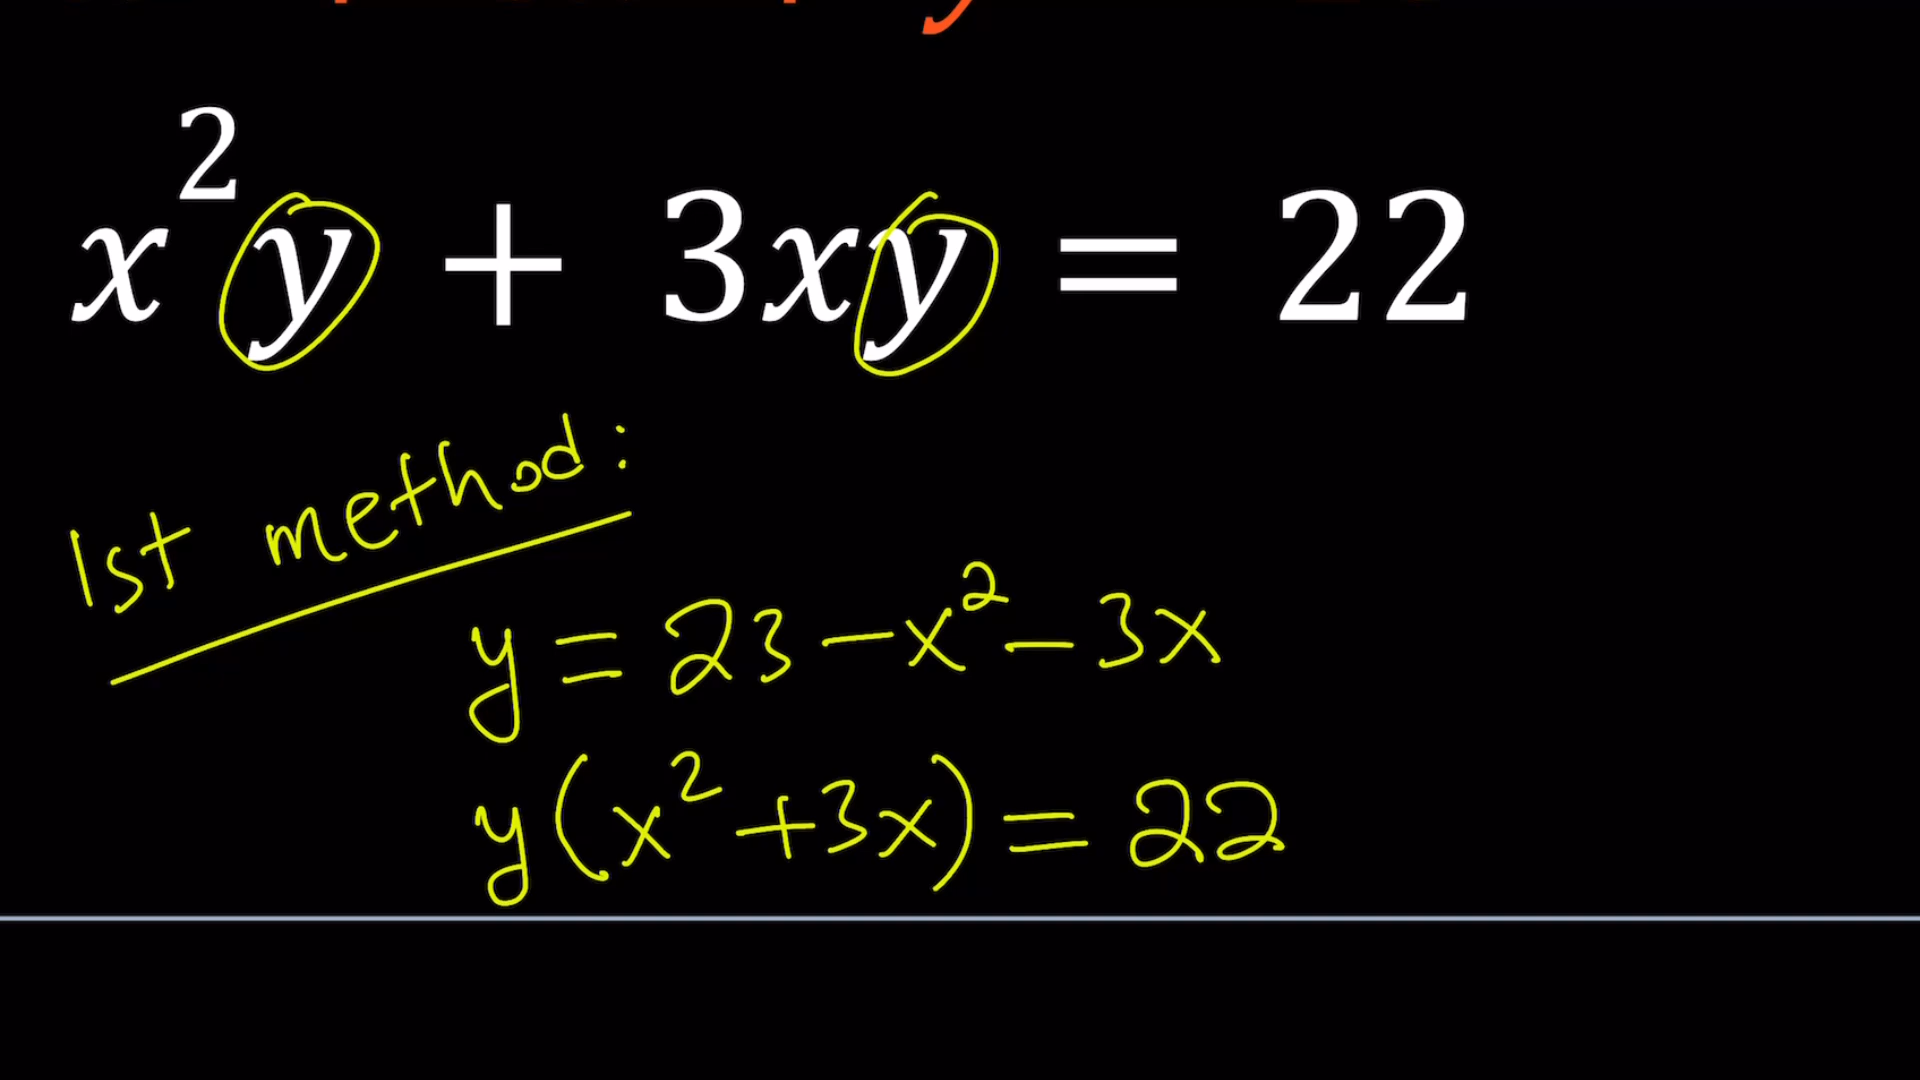 x²y + 3xy = 22
1st method:
y = 23 - x² - 3x
y(x² + 3x) = 22